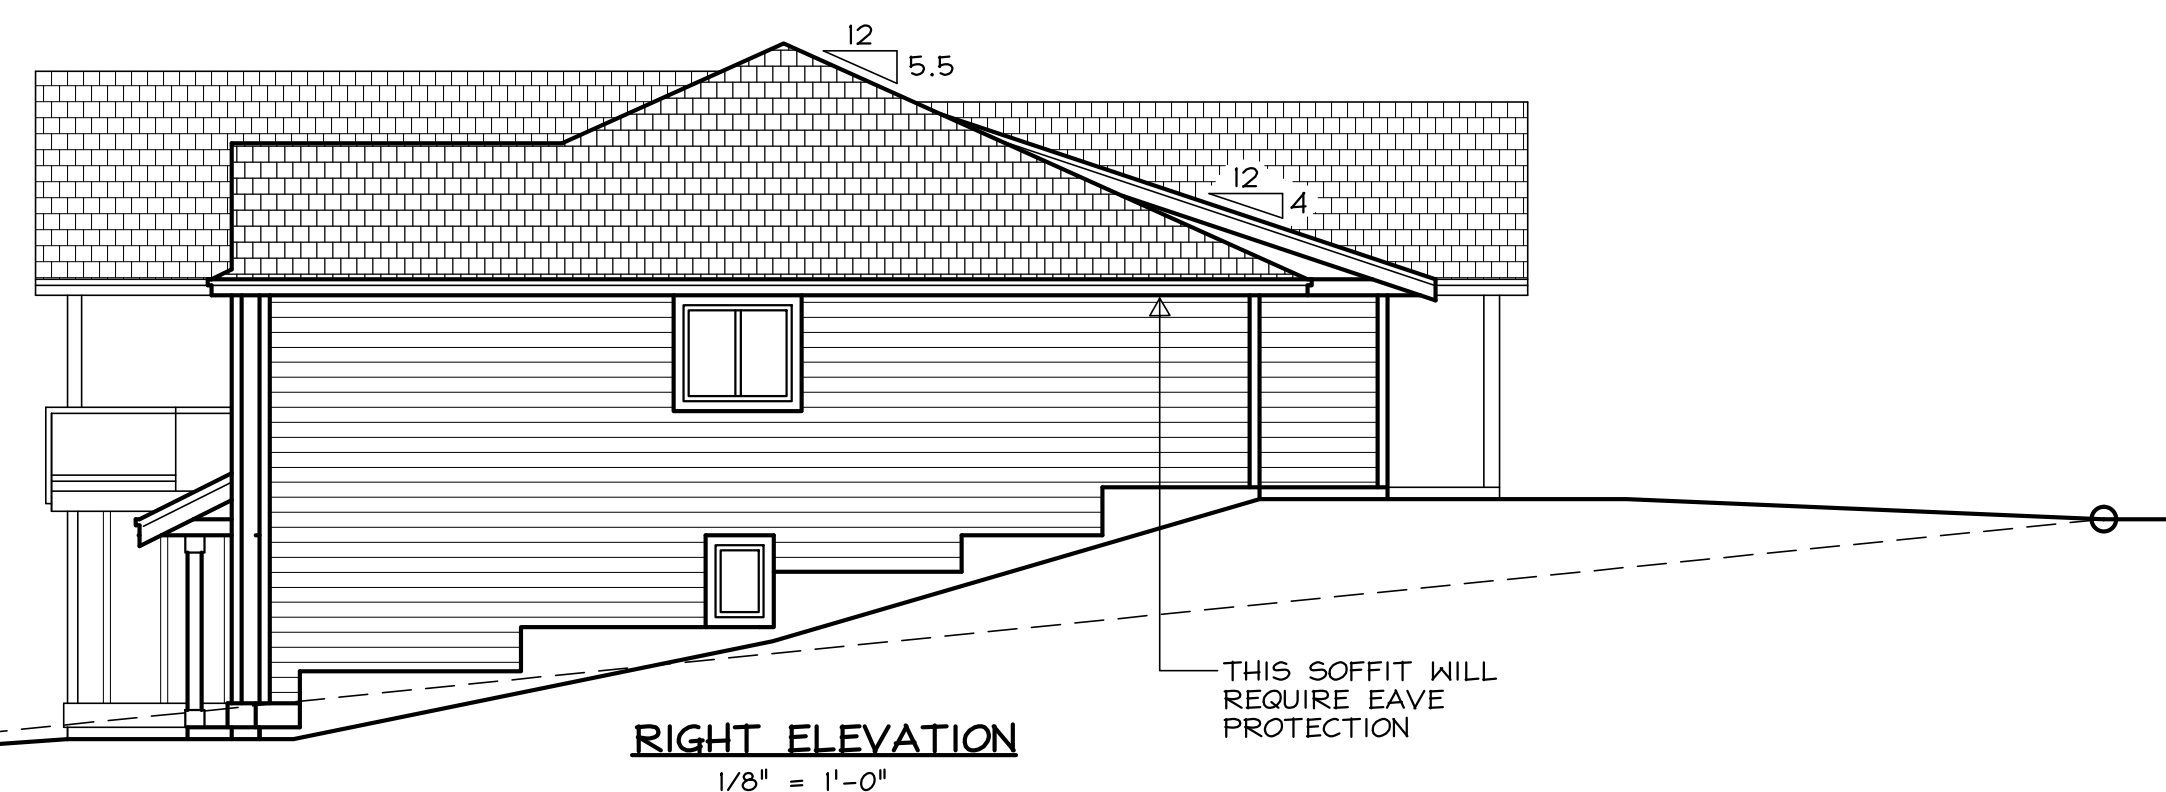 12
5.5
12
4
THIS SOFFIT WILL
REQUIRE EAVE
PROTECTION
RIGHT ELEVATION
1/8" = 1'-0"